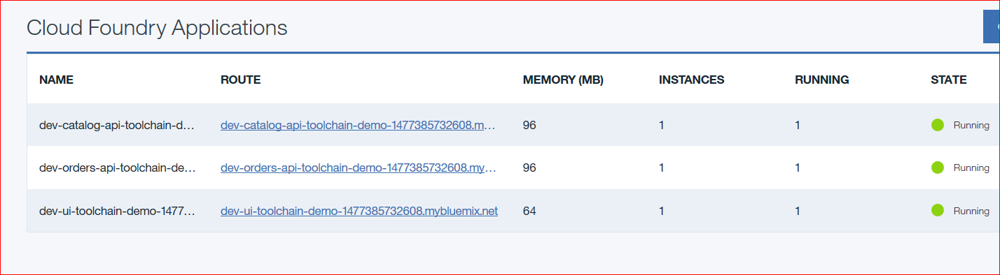 Cloud Foundry Applications
NAME ROUTE MEMORY (MB) INSTANCES RUNNING STATE
dev-catalog-api-toolchain-d... dev-catalog-api-toolchain-demo-1477385732608.m... 96 1 1 Running
dev-orders-api-toolchain-de... dev-orders-api-toolchain-demo-1477385732608.my... 96 1 1 Running
dev-ui-toolchain-demo-1477... dev-ui-toolchain-demo-1477385732608.mybluemix.net 64 1 1 Running